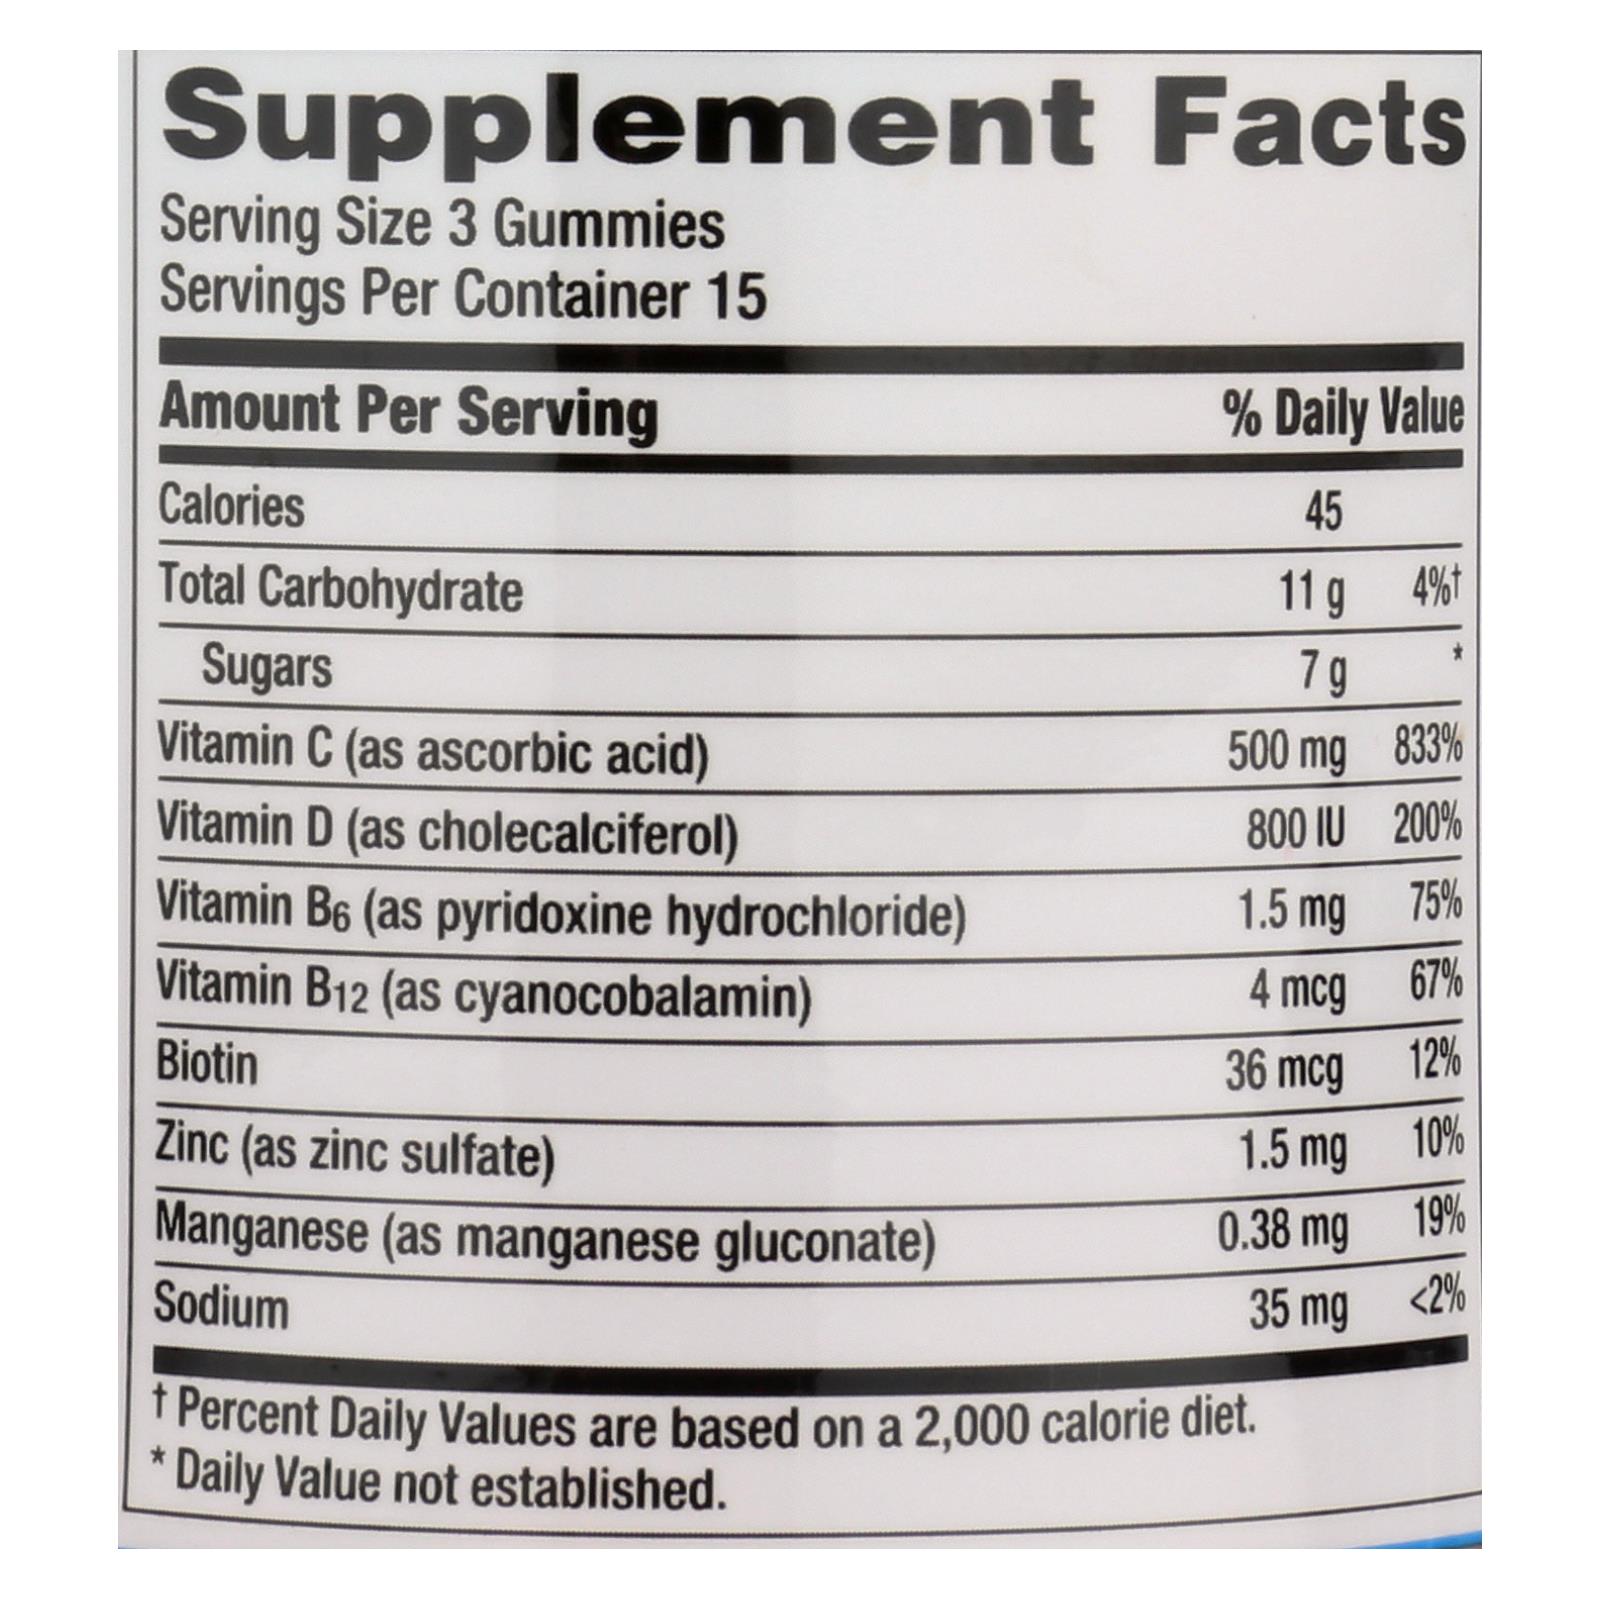 Supplement Facts
Serving Size 3 Gummies
Servings Per Container 15
Amount Per Serving % Daily Value
Calories 45
Total Carbohydrate 11 g 4%†
Sugars 7 g *
Vitamin C (as ascorbic acid) 500 mg 833%
Vitamin D (as cholecalciferol) 800 IU 200%
Vitamin B6 (as pyridoxine hydrochloride) 1.5 mg 75%
Vitamin B12 (as cyanocobalamin) 4 mcg 67%
Biotin 36 mcg 12%
Zinc (as zinc sulfate) 1.5 mg 10%
Manganese (as manganese gluconate) 0.38 mg 19%
Sodium 35 mg <2%
† Percent Daily Values are based on a 2,000 calorie diet.
* Daily Value not established.